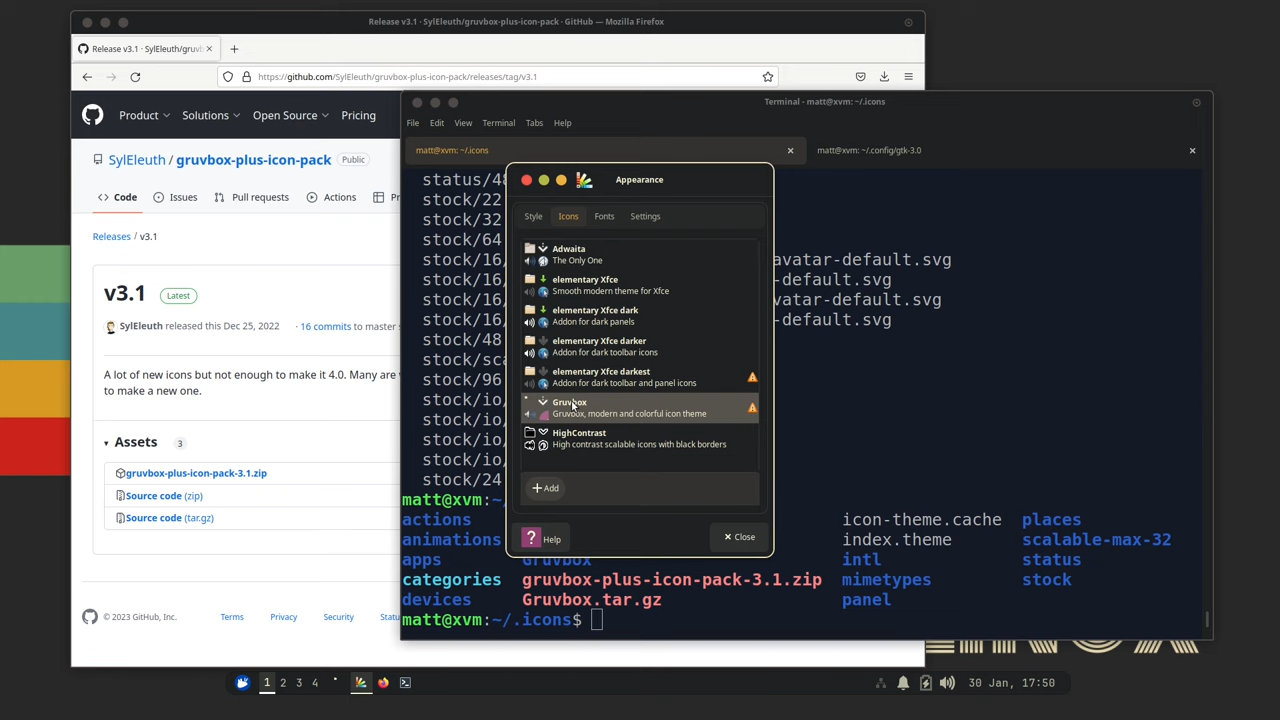 Release v3.1 · SylEleuth/gruvbox-plus-icon-pack · GitHub — Mozilla Firefox
Release v3.1 · SylEleuth/gruvb
https://github.com/SylEleuth/gruvbox-plus-icon-pack/releases/tag/v3.1
Product
Solutions
Open Source
Pricing
SylEleuth / gruvbox-plus-icon-pack
Public
Code
Issues
Pull requests
Actions
Releases / v3.1
v3.1
Latest
SylEleuth released this Dec 25, 2022
· 16 commits to master
A lot of new icons but not enough to make it 4.0. Many are
to make a new one.
Assets 3
gruvbox-plus-icon-pack-3.1.zip
Source code (zip)
Source code (tar.gz)
© 2023 GitHub, Inc.
Terms
Privacy
Security
Terminal - matt@xvm: ~/.icons
File
Edit
View
Terminal
Tabs
Help
matt@xvm: ~/.icons
matt@xvm: ~/.config/gtk-3.0
status/48
stock/22
stock/32
stock/64
stock/16/
avatar-default.svg
stock/16/
-default.svg
stock/16/
vatar-default.svg
stock/16/
-default.svg
stock/48
stock/sca
stock/96
stock/io/
stock/io/
stock/io/
stock/io/
stock/24
matt@xvm:~/
actions
icon-theme.cache
places
animations
index.theme
scalable-max-32
apps
Gruvbox
intl
status
categories
gruvbox-plus-icon-pack-3.1.zip
mimetypes
stock
devices
Gruvbox.tar.gz
panel
matt@xvm:~/.icons$
Appearance
Style
Icons
Fonts
Settings
Adwaita
The Only One
elementary Xfce
Smooth modern theme for Xfce
elementary Xfce dark
Addon for dark panels
elementary Xfce darker
Addon for dark toolbar icons
elementary Xfce darkest
Addon for dark toolbar and panel icons
Gruvbox
Gruvbox, modern and colorful icon theme
HighContrast
High contrast scalable icons with black borders
Add
Help
Close
1
2
3
4
30 Jan, 17:50